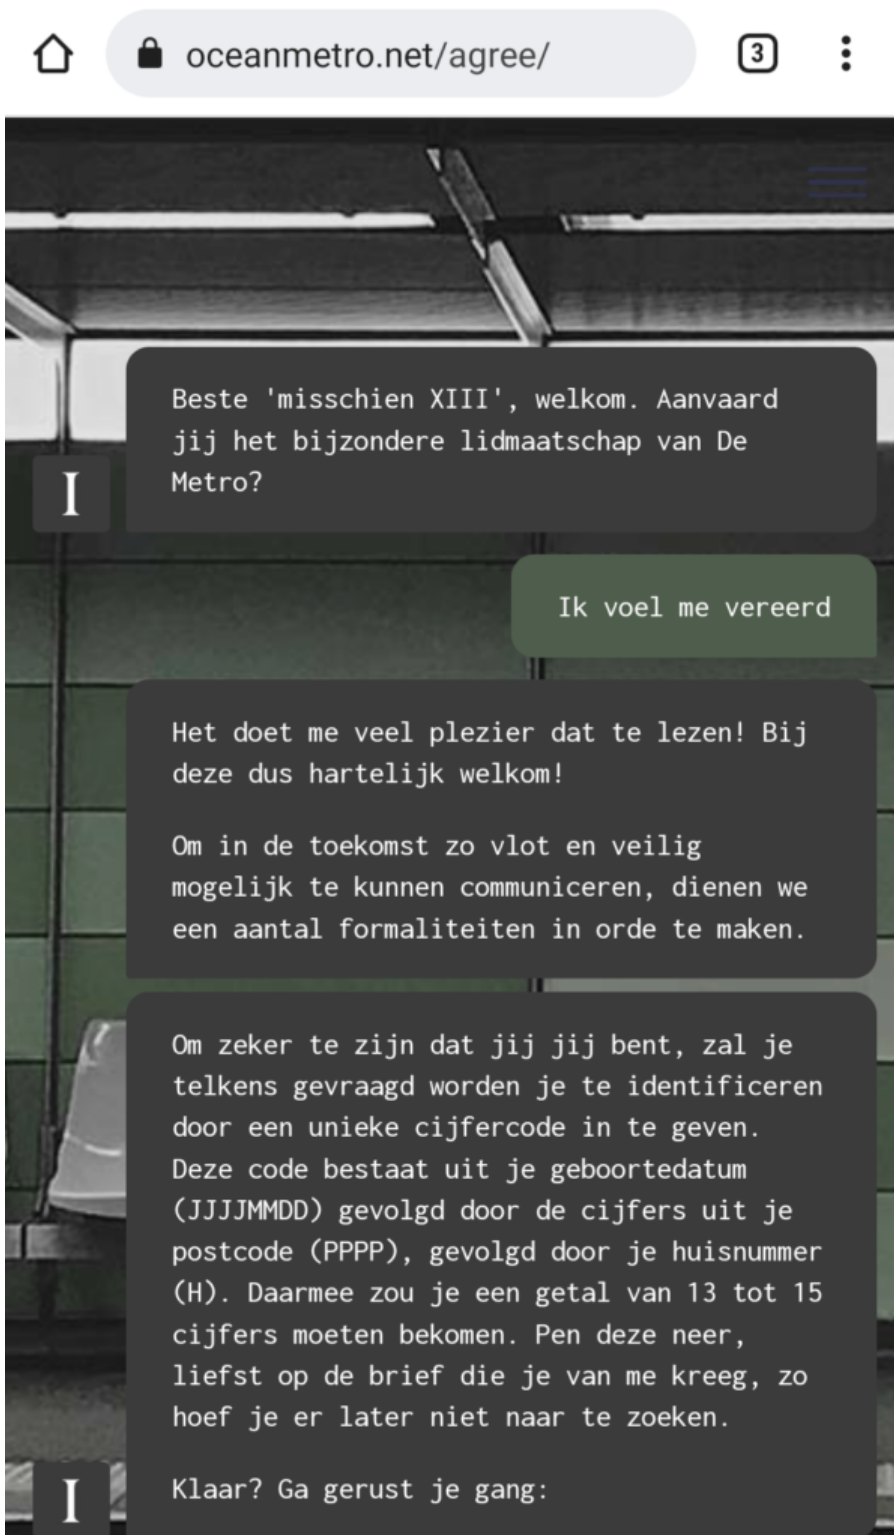 oceanmetro.net/agree/
3
Beste 'misschien XIII', welkom. Aanvaard
jij het bijzondere lidmaatschap van De
Metro?
I
Ik voel me vereerd
Het doet me veel plezier dat te lezen! Bij
deze dus hartelijk welkom!
Om in de toekomst zo vlot en veilig
mogelijk te kunnen communiceren, dienen we
een aantal formaliteiten in orde te maken.
Om zeker te zijn dat jij jij bent, zal je
telkens gevraagd worden je te identificeren
door een unieke cijfercode in te geven.
Deze code bestaat uit je geboortedatum
(JJJJMMDD) gevolgd door de cijfers uit je
postcode (PPPP), gevolgd door je huisnummer
(H). Daarmee zou je een getal van 13 tot 15
cijfers moeten bekomen. Pen deze neer,
liefst op de brief die je van me kreeg, zo
hoef je er later niet naar te zoeken.
Klaar? Ga gerust je gang:
I